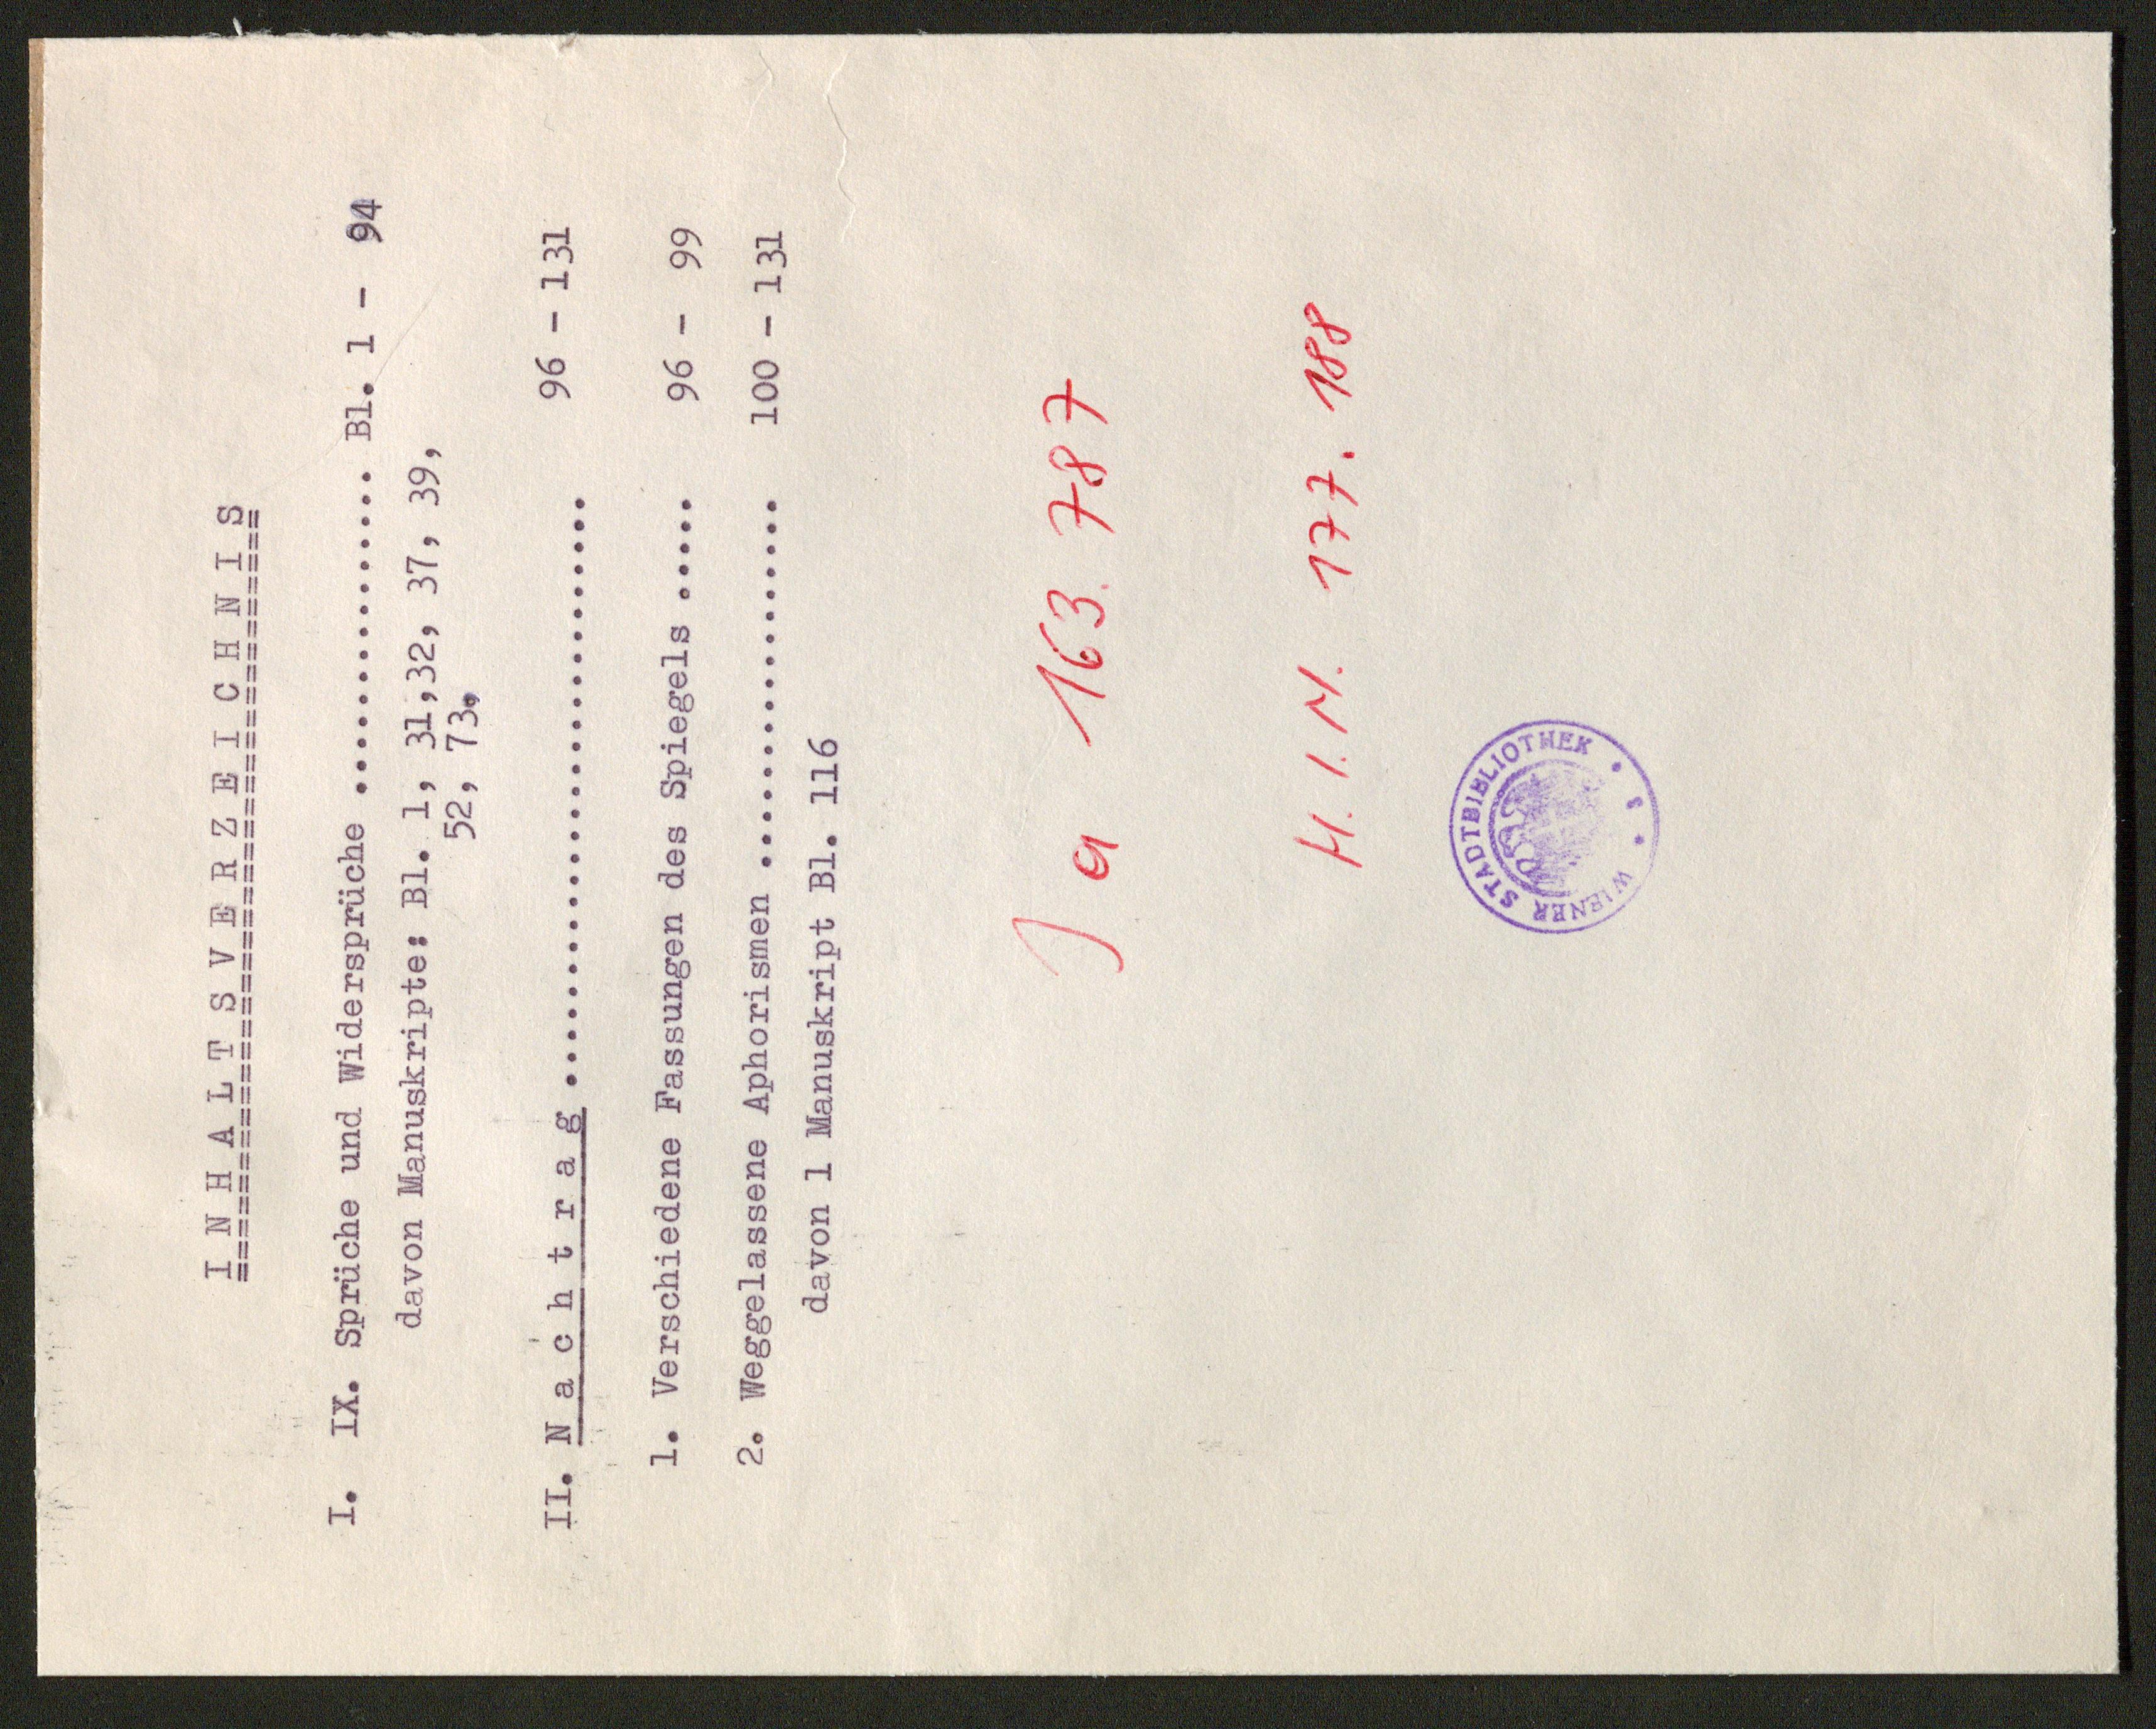 I N H A L T S V E R Z E I C H N I S
I. IX. Sprüche und Widersprüche .................. Bl. 1 - 94
davon Manuskripte: Bl. 1, 31,32, 37, 39,
52, 73,
II. N a c h t r a g ............................... 96 - 131
1. Verschiedene Fassungen des Spiegels ...... 96 - 99
2. Weggelassene Aphorismen .................... 100 - 131
davon 1 Manuskript Bl. 116
J a 163.787
H.I.N. 177.188
WIENER STADTBIBLIOTHEK